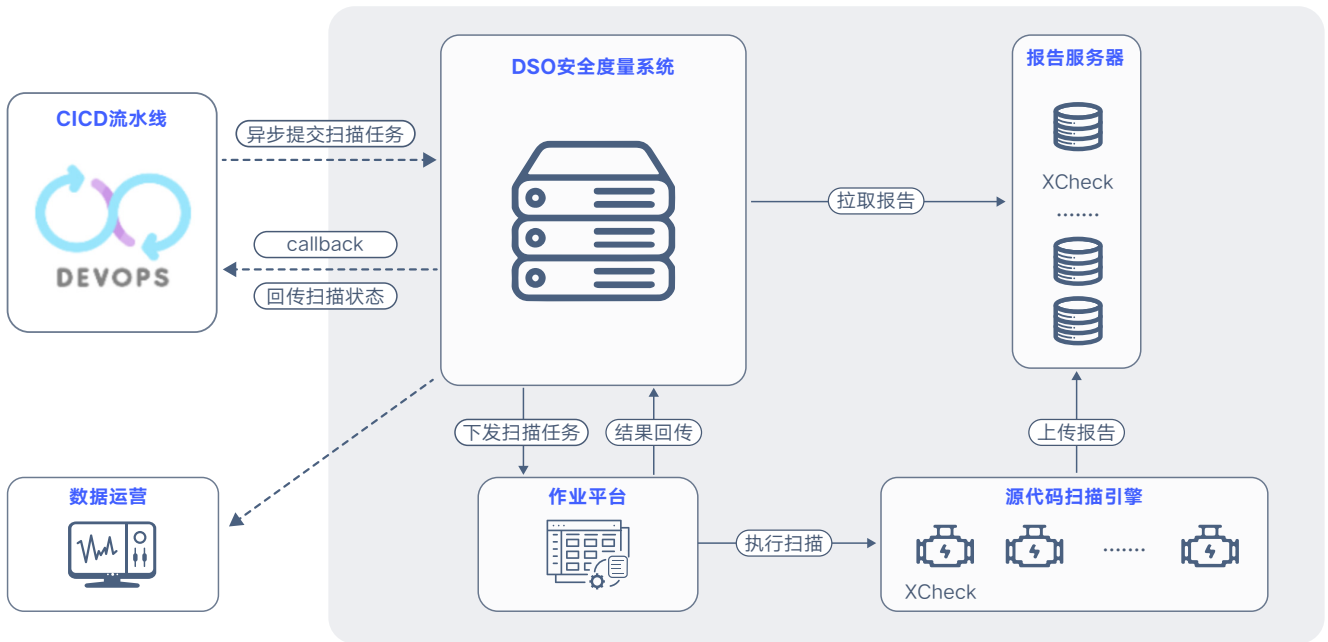 DSO安全度量系统
报告服务器
CICD流水线
异步提交扫描任务
DEVOPS
callback
回传扫描状态
拉取报告
XCheck
·······
下发扫描任务
结果回传
上传报告
数据运营
作业平台
源代码扫描引擎
执行扫描
·······
XCheck